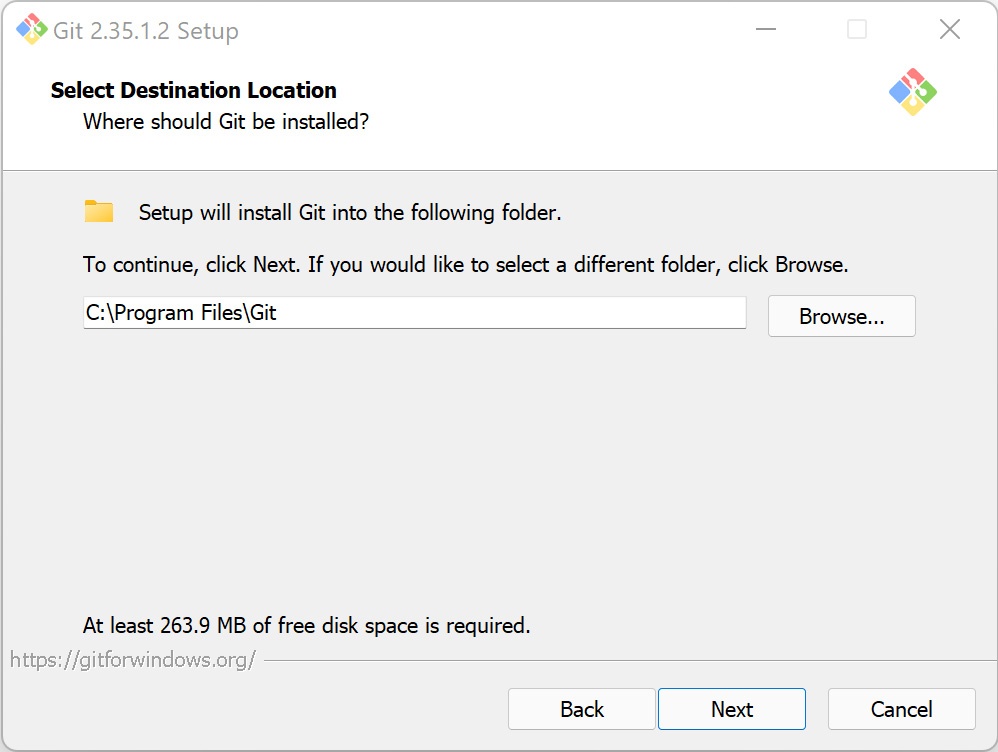 Git 2.35.1.2 Setup
Select Destination Location
Where should Git be installed?
Setup will install Git into the following folder.
To continue, click Next. If you would like to select a different folder, click Browse.
C:\Program Files\Git
Browse...
At least 263.9 MB of free disk space is required.
https://gitforwindows.org/
Back
Next
Cancel